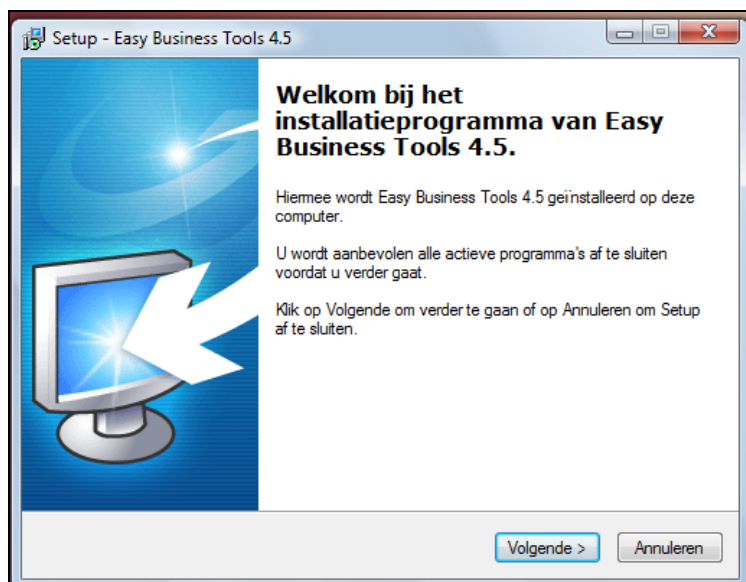 Setup - Easy Business Tools 4.5
Welkom bij het
installatieprogramma van Easy
Business Tools 4.5.
Hiermee wordt Easy Business Tools 4.5 geïnstalleerd op deze
computer.
U wordt aanbevolen alle actieve programma's af te sluiten
voordat u verder gaat.
Klik op Volgende om verder te gaan of op Annuleren om Setup
af te sluiten.
Volgende >
Annuleren